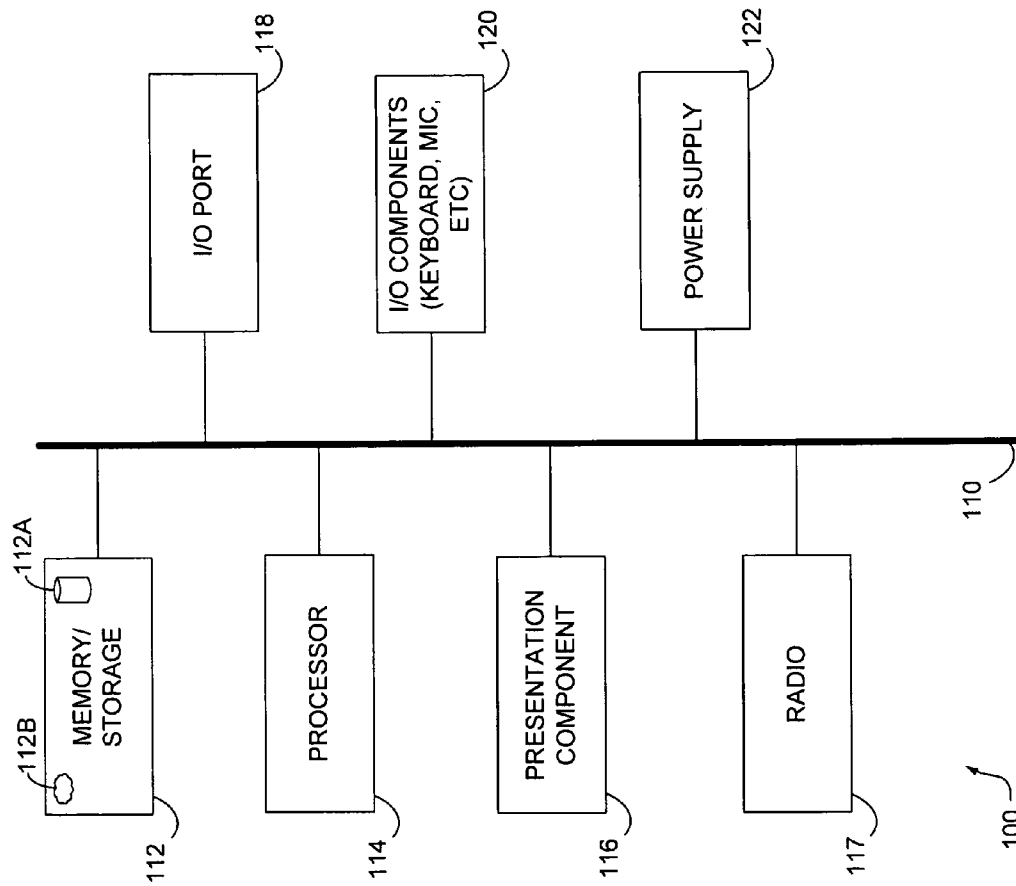 112B
112A
MEMORY/
STORAGE
112
PROCESSOR
114
PRESENTATION
COMPONENT
116
RADIO
117
I/O PORT
118
I/O COMPONENTS
(KEYBOARD, MIC,
ETC)
120
POWER SUPPLY
122
110
100